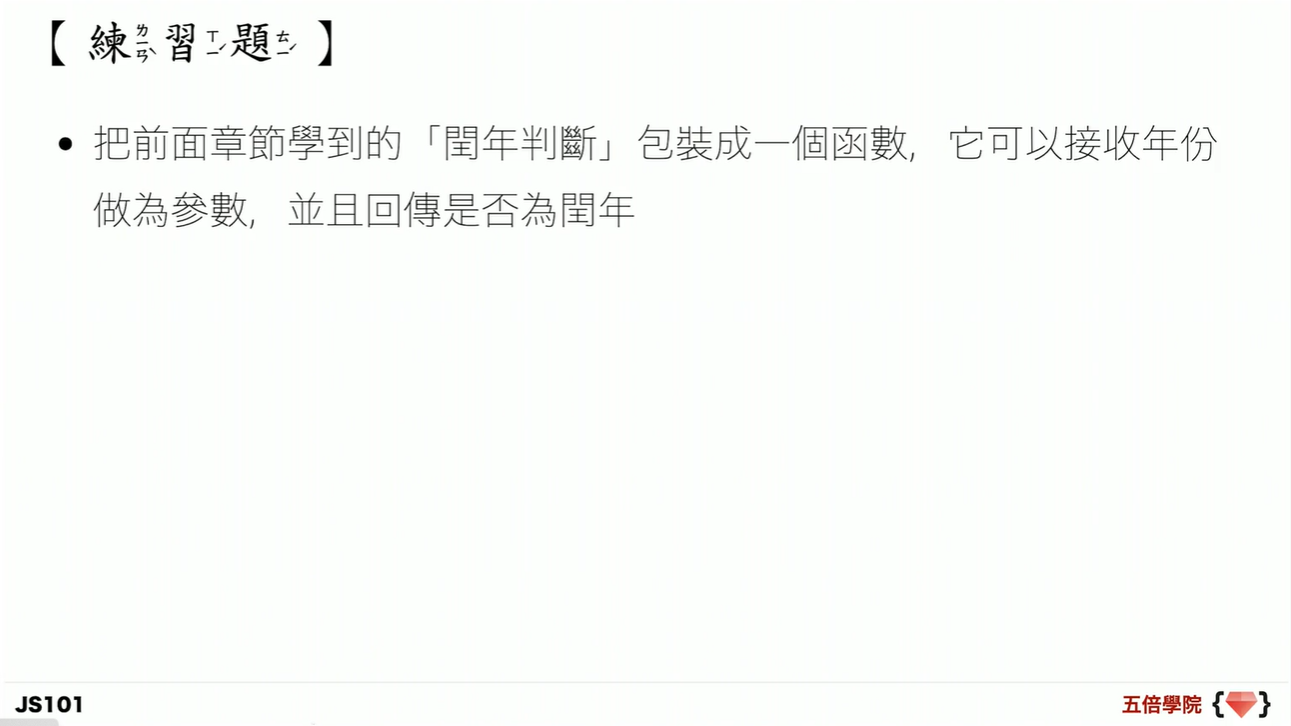 【練ㄌㄧㄢˋ習ㄒㄧˊ題ㄊㄧˊ】
• 把前面章節學到的「閏年判斷」包裝成一個函數，它可以接收年份
做為參數，並且回傳是否為閏年
JS101
五倍學院 { }